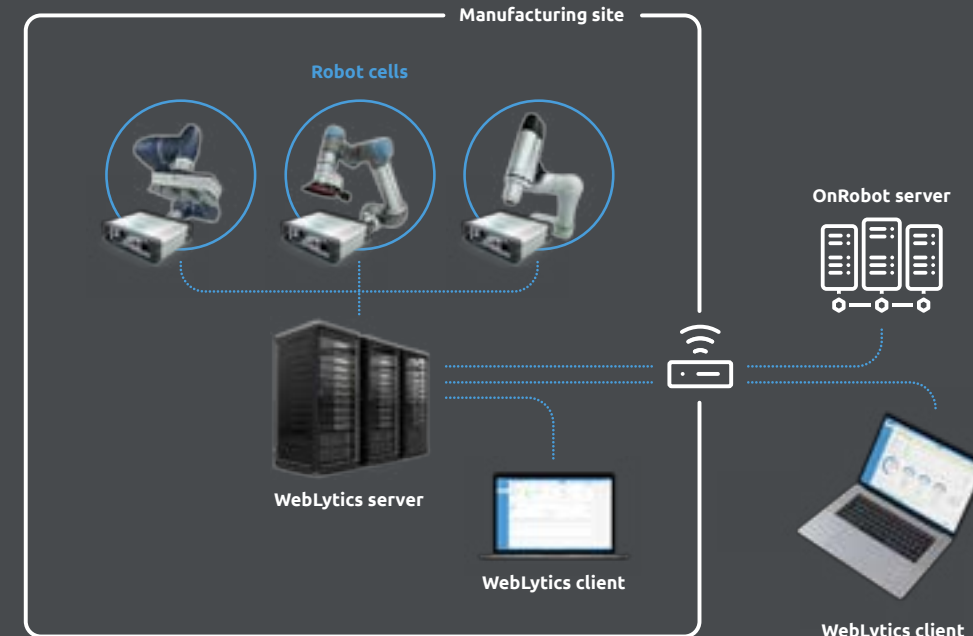 Manufacturing site
Robot cells
OnRobot server
WebLytics server
WebLytics client
WebLytics client